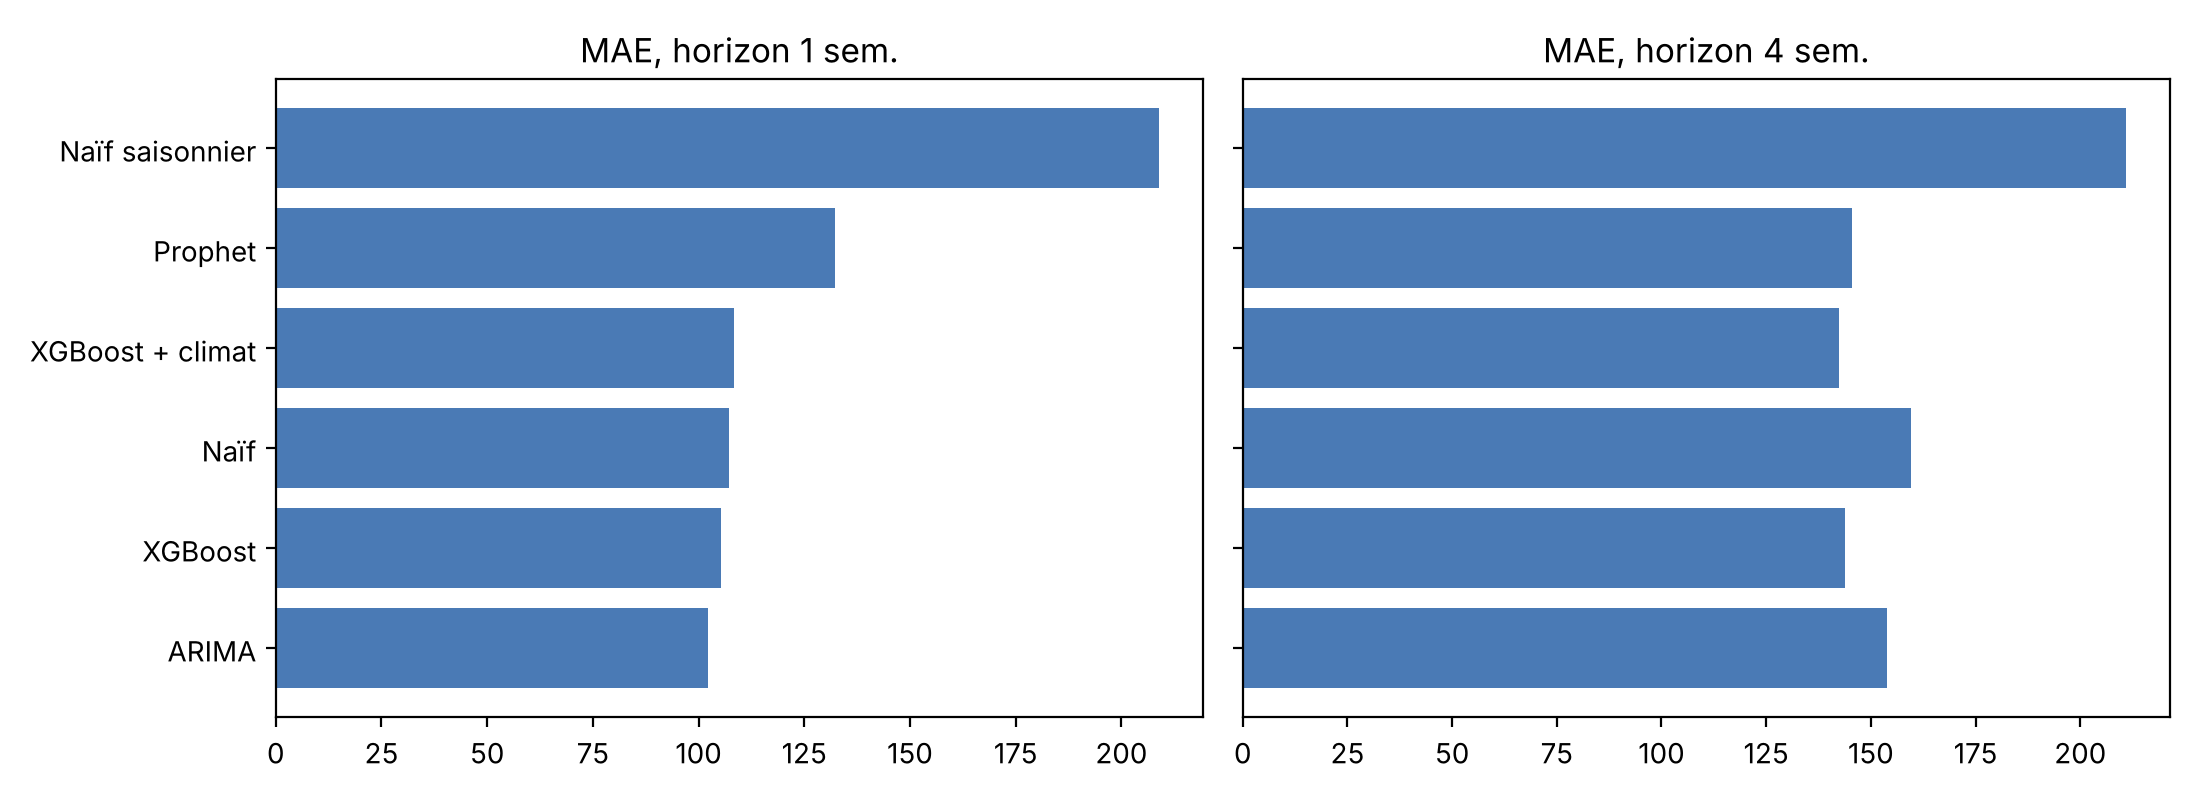 MAE, horizon 1 sem.
Naïf saisonnier
Prophet
XGBoost + climat
Naïf
XGBoost
ARIMA
0 25 50 75 100 125 150 175 200
MAE, horizon 4 sem.
0 25 50 75 100 125 150 175 200